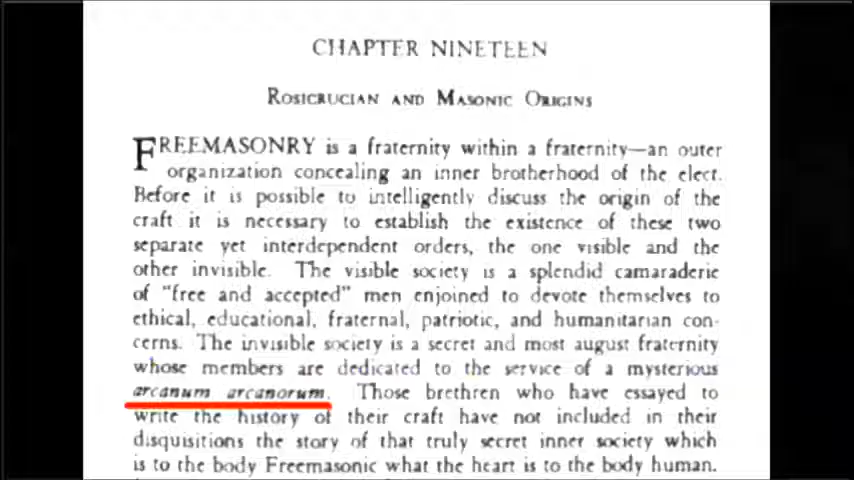 CHAPTER NINETEEN
ROSICRUCIAN AND MASONIC ORIGINS
FREEMASONRY is a fraternity within a fraternity—an outer
organization concealing an inner brotherhood of the elect.
Before it is possible to intelligently discuss the origin of the
craft it is necessary to establish the existence of these two
separate yet interdependent orders, the one visible and the
other invisible. The visible society is a splendid camaraderie
of "free and accepted" men enjoined to devote themselves to
ethical, educational, fraternal, patriotic, and humanitarian con-
cerns. The invisible society is a secret and most august fraternity
whose members are dedicated to the service of a mysterious
arcanum arcanorum. Those brethren who have essayed to
write the history of their craft have not included in their
disquisitions the story of that truly secret inner society which
is to the body Freemasonic what the heart is to the body human.